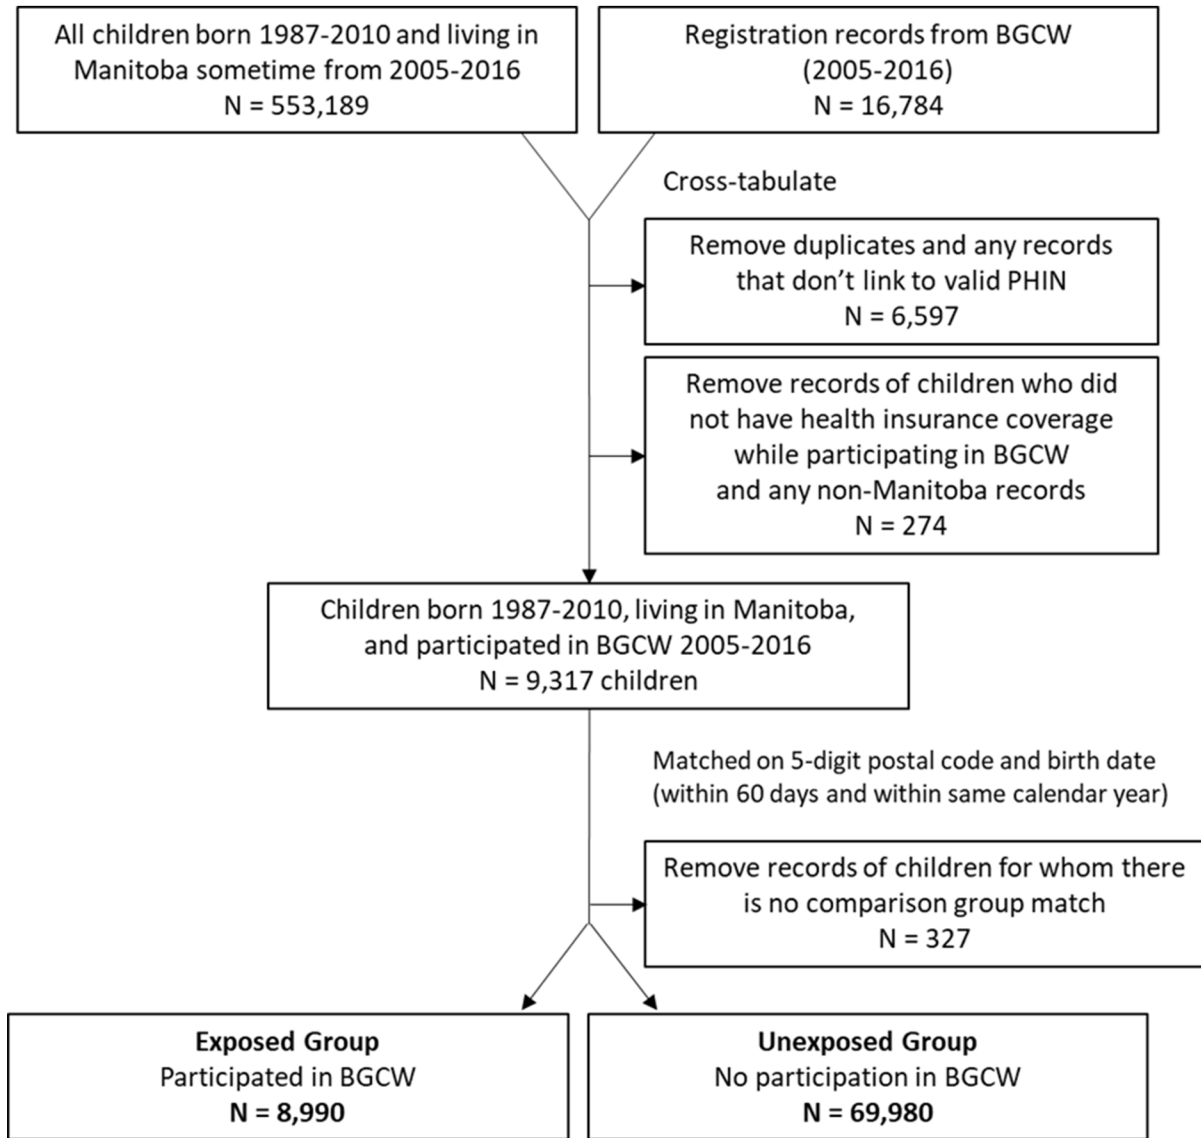 All children born 1987-2010 and living in
Manitoba sometime from 2005-2016
N = 553,189
Registration records from BGCW
(2005-2016)
N = 16,784
Cross-tabulate
Remove duplicates and any records
that don’t link to valid PHIN
N = 6,597
Remove records of children who did
not have health insurance coverage
while participating in BGCW
and any non-Manitoba records
N = 274
Children born 1987-2010, living in Manitoba,
and participated in BGCW 2005-2016
N = 9,317 children
Matched on 5-digit postal code and birth date
(within 60 days and within same calendar year)
Remove records of children for whom there
is no comparison group match
N = 327
Exposed Group
Participated in BGCW
N = 8,990
Unexposed Group
No participation in BGCW
N = 69,980